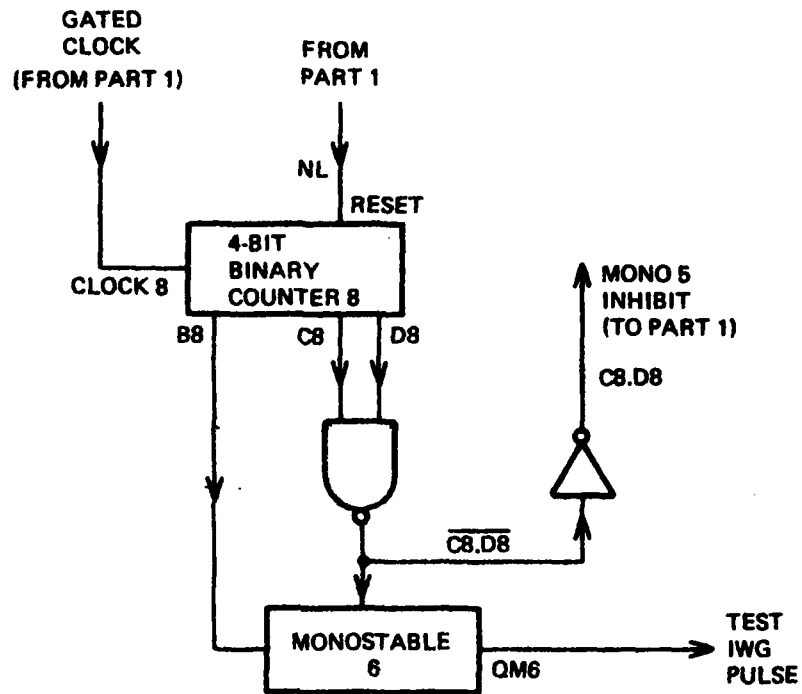 GATED
CLOCK
(FROM PART 1)
FROM
PART 1
NL
RESET
4-BIT
BINARY
COUNTER 8
CLOCK 8
B8
C8
D8
MONO 5
INHIBIT
(TO PART 1)
C8.D8
C8.D8
MONOSTABLE
6
QM6
TEST
IWG
PULSE